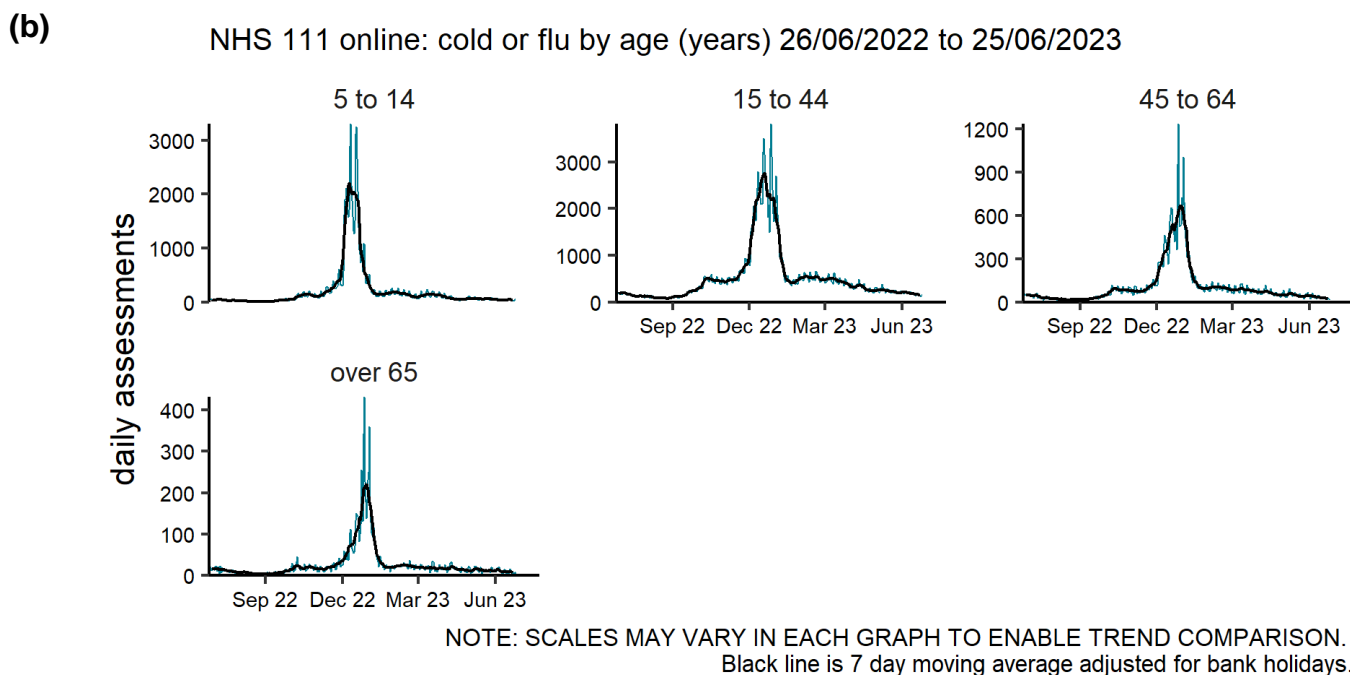 (b)
NHS 111 online: cold or flu by age (years) 26/06/2022 to 25/06/2023
daily assessments
5 to 14
3000
2000
1000
0
15 to 44
3000
2000
1000
0
Sep 22 Dec 22 Mar 23 Jun 23
45 to 64
1200
900
600
300
0
Sep 22 Dec 22 Mar 23 Jun 23
over 65
400
300
200
100
0
Sep 22 Dec 22 Mar 23 Jun 23
NOTE: SCALES MAY VARY IN EACH GRAPH TO ENABLE TREND COMPARISON.
Black line is 7 day moving average adjusted for bank holidays.